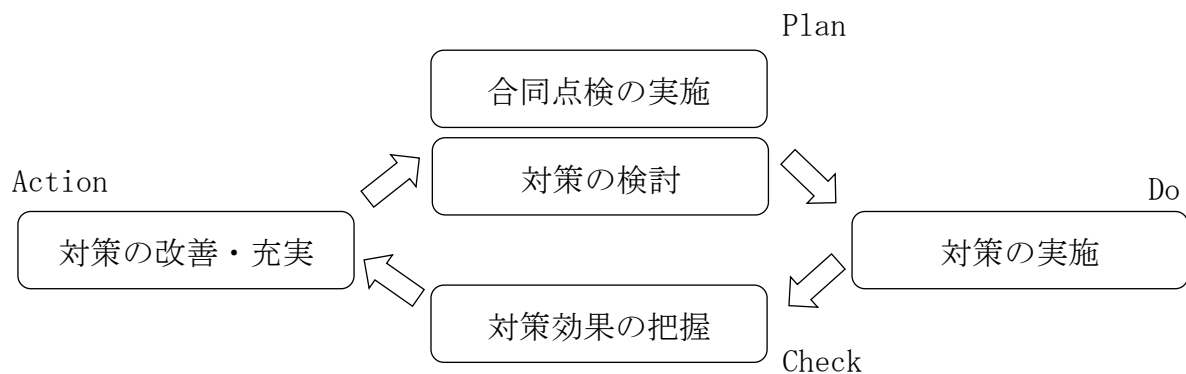 Plan
合同点検の実施
対策の検討
Action
Do
対策の改善・充実
対策の実施
対策効果の把握
Check